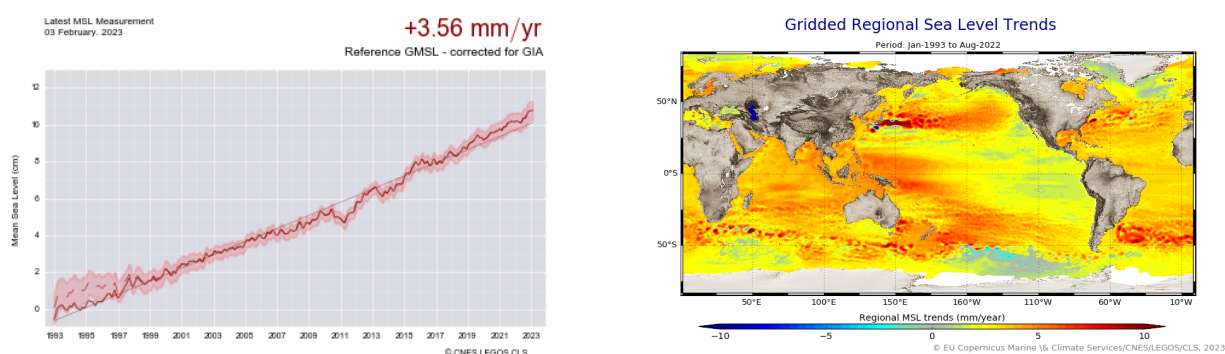 Latest MSL Measurement
03 February. 2023
+3.56 mm/yr
Reference GMSL - corrected for GIA
Mean Sea Level (cm)
12
10
8
6
4
2
0
1993 1995 1997 1999 2001 2003 2005 2007 2009 2011 2013 2015 2017 2019 2021 2023
© CNES LEGOS CLS
Gridded Regional Sea Level Trends
Period: Jan-1993 to Aug-2022
50°N
0°S
50°S
50°E 100°E 150°E 160°W 110°W 60°W 10°W
Regional MSL trends (mm/year)
−10 −5 0 5 10
© EU Copernicus Marine \& Climate Services/CNES/LEGOS/CLS, 2023